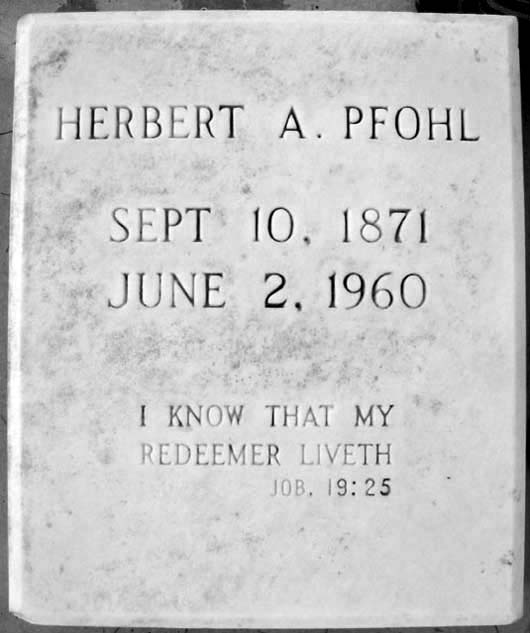 HERBERT A. PFOHL
SEPT 10, 1871
JUNE 2, 1960
I KNOW THAT MY
REDEEMER LIVETH
JOB, 19:25